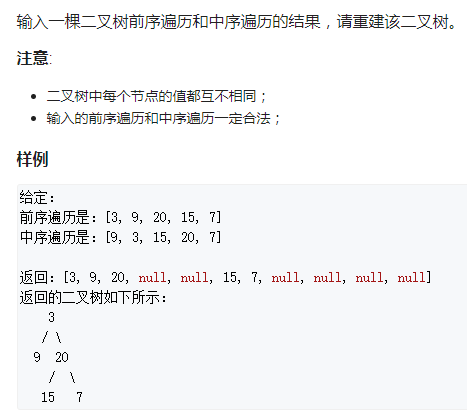 输入一棵二叉树前序遍历和中序遍历的结果，请重建该二叉树。
注意:
• 二叉树中每个节点的值都互不相同；
• 输入的前序遍历和中序遍历一定合法；
样例
给定：
前序遍历是：[3, 9, 20, 15, 7]
中序遍历是：[9, 3, 15, 20, 7]
返回：[3, 9, 20, null, null, 15, 7, null, null, null, null]
返回的二叉树如下所示：
    3
   / \
  9  20
    /  \
   15   7